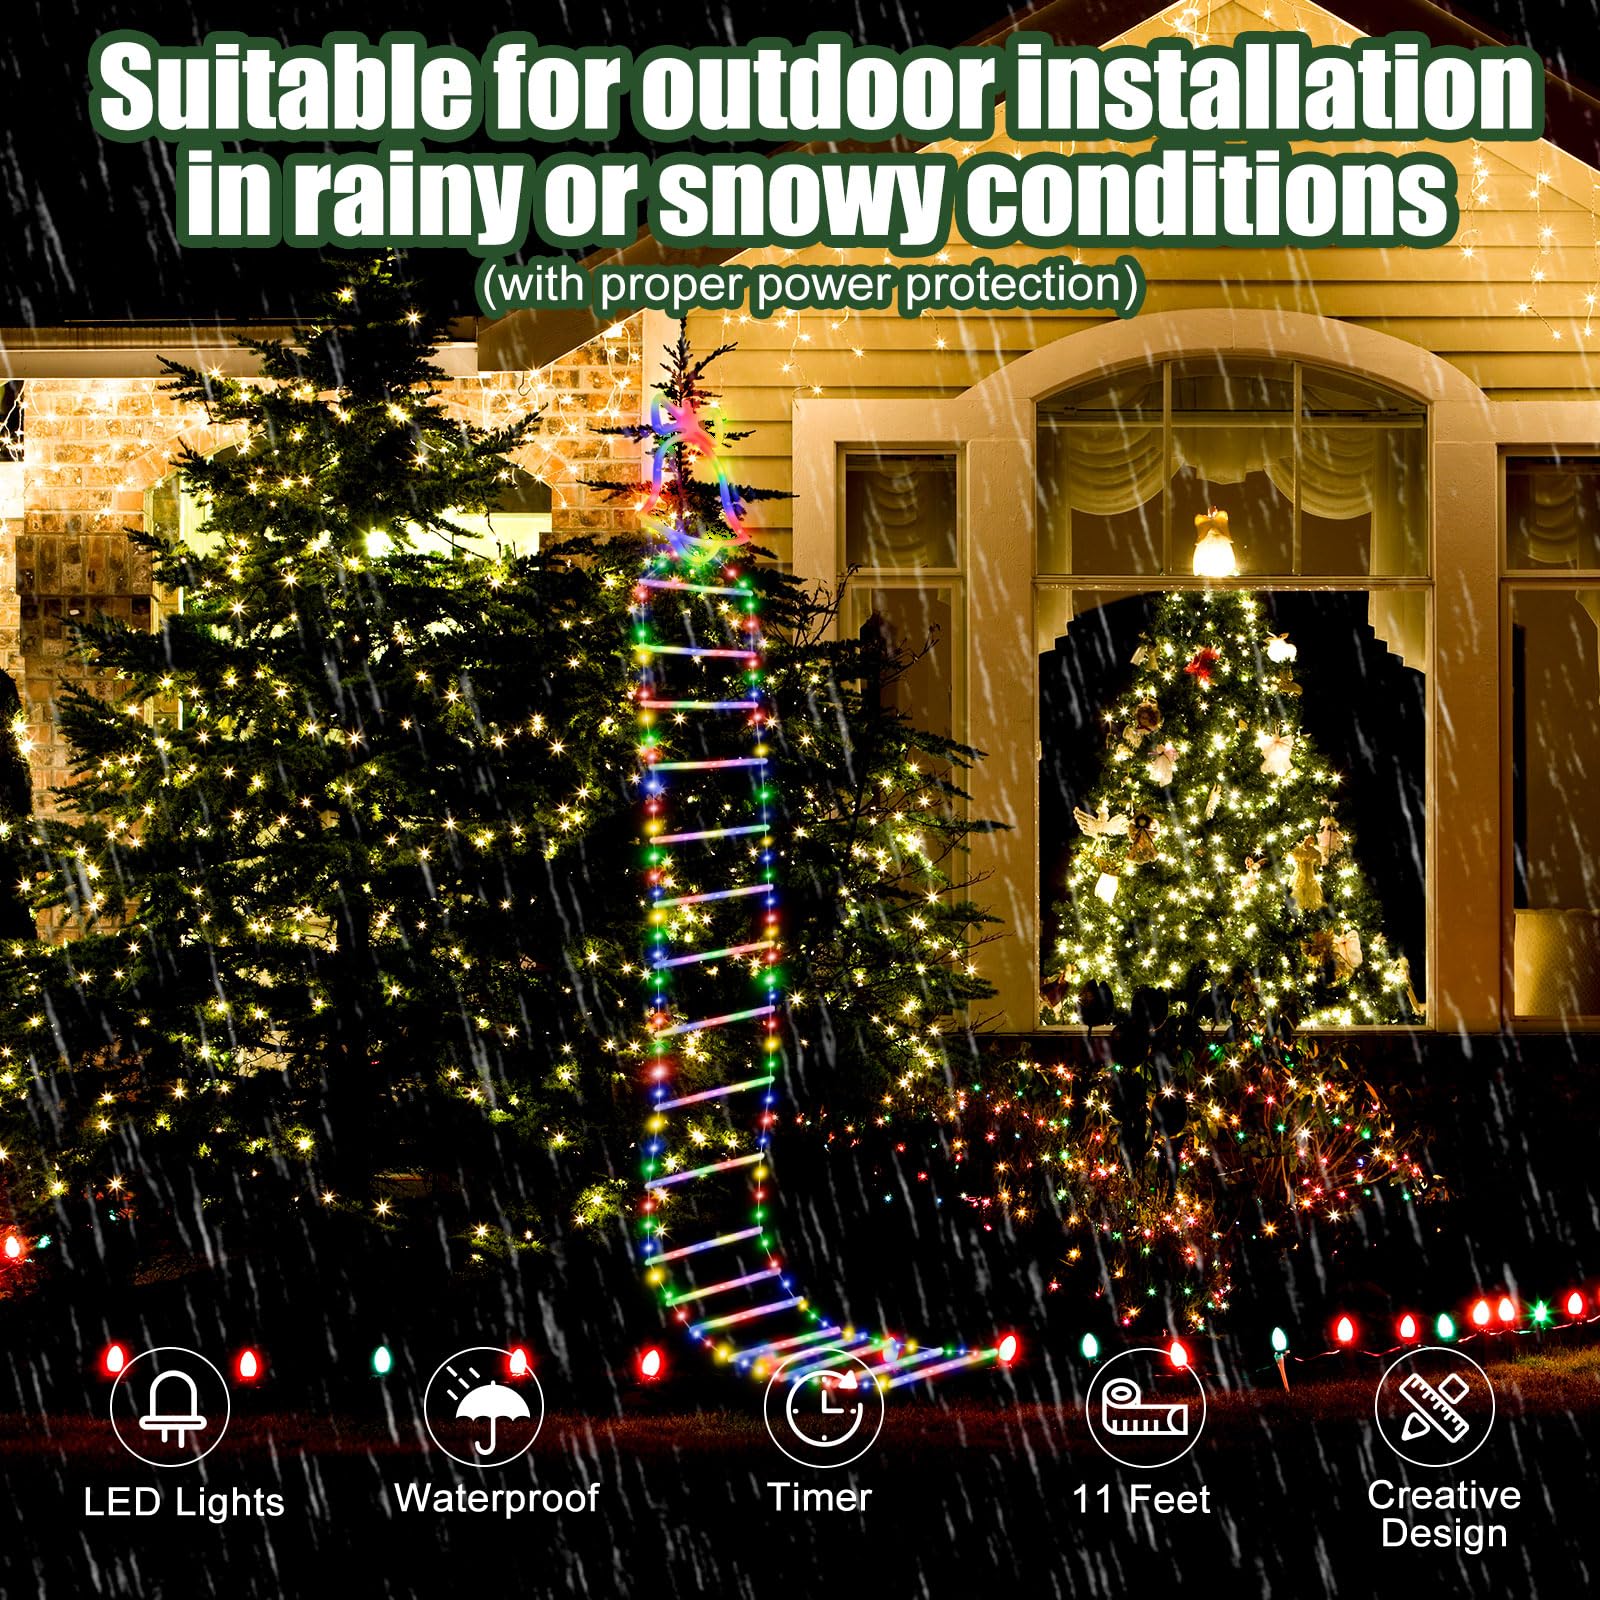 Suitable for outdoor installation
in rainy or snowy conditions
(with proper power protection)
LED Lights
Waterproof
Timer
11 Feet
Creative
Design